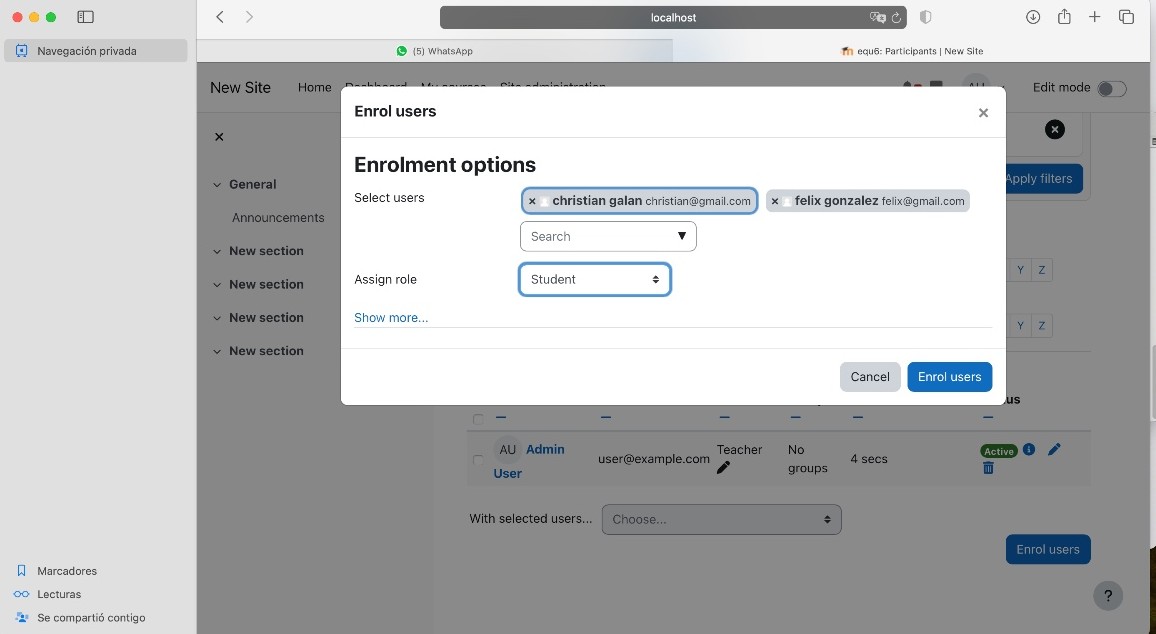 Navegación privada
localhost
(5) WhatsApp
equ6: Participants | New Site
New Site
Home
Dashboard
My courses
Site administration
AU
Edit mode
Enrol users
Enrolment options
Select users
× christian galan christian@gmail.com
× felix gonzalez felix@gmail.com
Search
Assign role
Student
Show more...
Cancel
Enrol users
General
Announcements
New section
New section
New section
New section
Apply filters
Y Z
Y Z
us
AU Admin User
user@example.com
Teacher
No groups
4 secs
Active
With selected users...
Choose...
Enrol users
?
Marcadores
Lecturas
Se compartió contigo